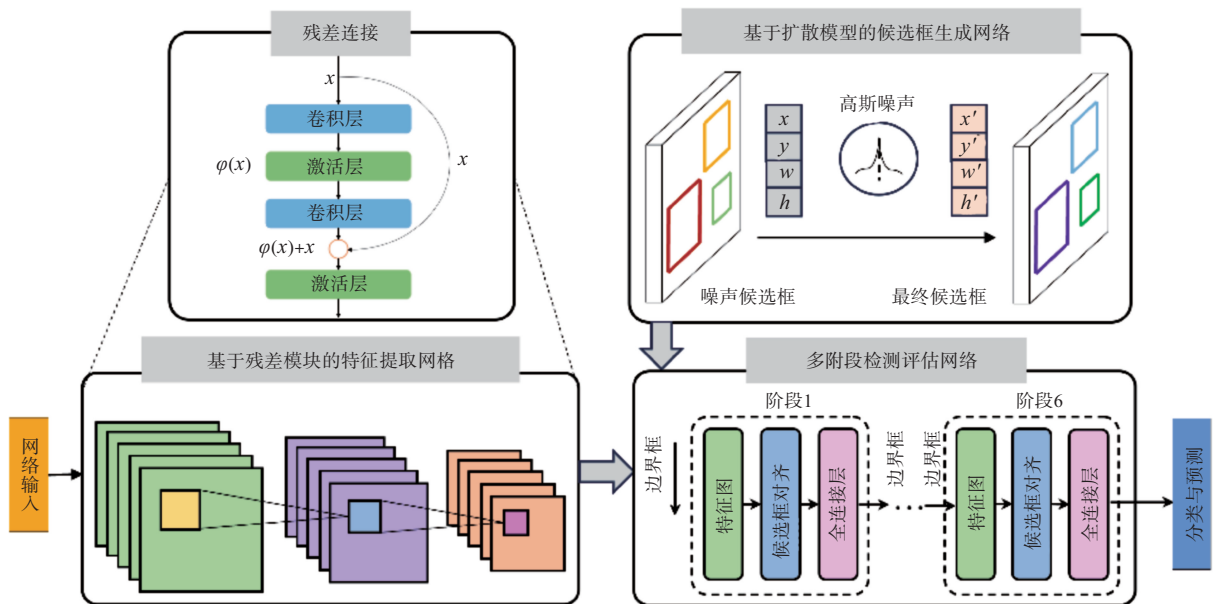 残差连接
x
卷积层
φ(x)
激活层
x
卷积层
φ(x)+x
激活层
基于扩散模型的候选框生成网络
高斯噪声
x
y
w
h
x'
y'
w'
h'
噪声候选框
最终候选框
基于残差模块的特征提取网格
网络输入
多阶段检测评估网络
阶段1
阶段6
边界框
特征图
候选框对齐
全连接层
边界框
…
边界框
特征图
候选框对齐
全连接层
分类与预测